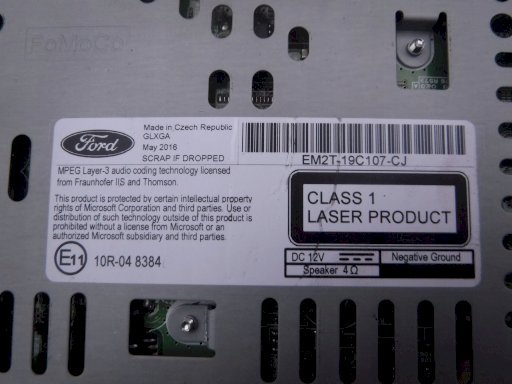 FoMoCo
Ford
Made in Czech Republic
GLXGA
May 2016
SCRAP IF DROPPED
EM2T-19C107-CJ
MPEG Layer-3 audio coding technology licensed
from Fraunhofer IIS and Thomson.
This product is protected by certain intellectual property
rights of Microsoft Corporation and third parties. Use or
distribution of such technology outside of this product is
prohibited without a license from Microsoft or an
authorized Microsoft subsidiary and third parties.
CLASS 1
LASER PRODUCT
E11 10R-04 8384
DC 12V Negative Ground
Speaker 4Ω